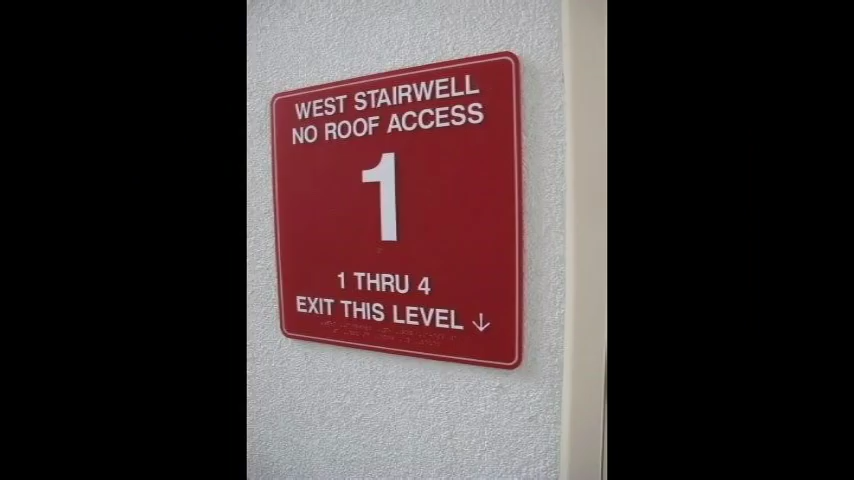 WEST STAIRWELL
NO ROOF ACCESS
1
1 THRU 4
EXIT THIS LEVEL ↓